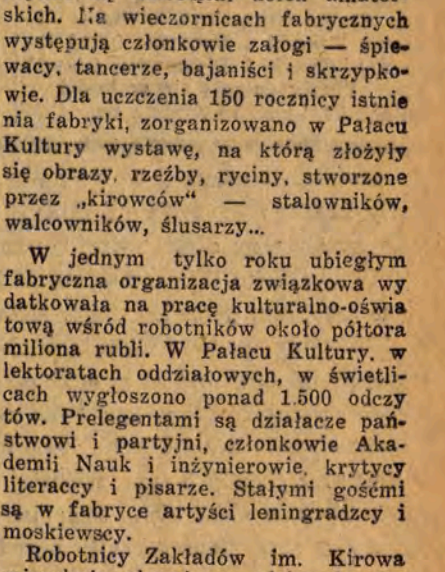 skich. Na wieczornicach fabrycznych
występują członkowie załogi — śpie-
wacy, tancerze, bajaniści i skrzypko-
wie. Dla uczczenia 150 rocznicy istnie
nia fabryki, zorganizowano w Pałacu
Kultury wystawę, na którą złożyły
się obrazy, rzeźby, ryciny, stworzone
przez „kirowców“ — stalowników,
walcowników, ślusarzy...
W jednym tylko roku ubiegłym
fabryczna organizacja związkowa wy
datkowała na pracę kulturalno-oświa
tową wśród robotników około półtora
miliona rubli. W Pałacu Kultury, w
lektoratach oddziałowych, w świetli-
cach wygłoszono ponad 1.500 odczy
tów. Prelegentami są działacze pań-
stwowi i partyjni, członkowie Aka-
demii Nauk i inżynierowie, krytycy
literaccy i pisarze. Stałymi gośćmi
są w fabryce artyści leningradzcy i
moskiewscy.
Robotnicy Zakładów im. Kirowa